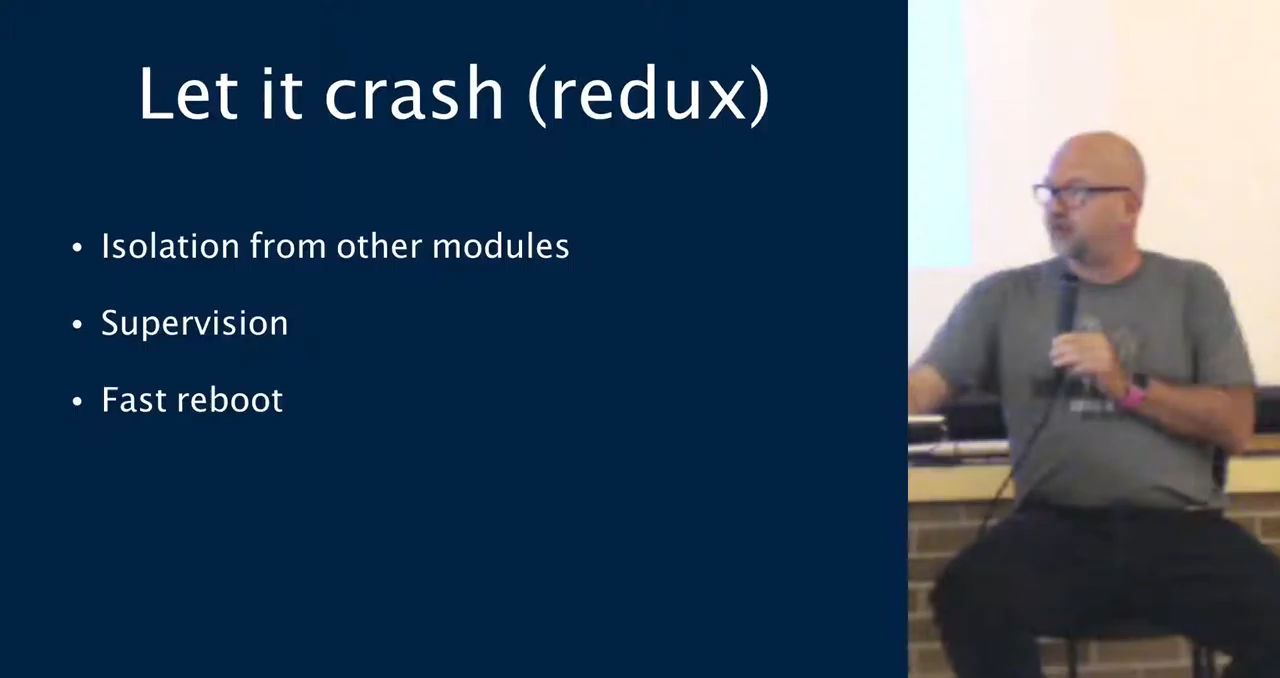 Let it crash (redux)
• Isolation from other modules
• Supervision
• Fast reboot